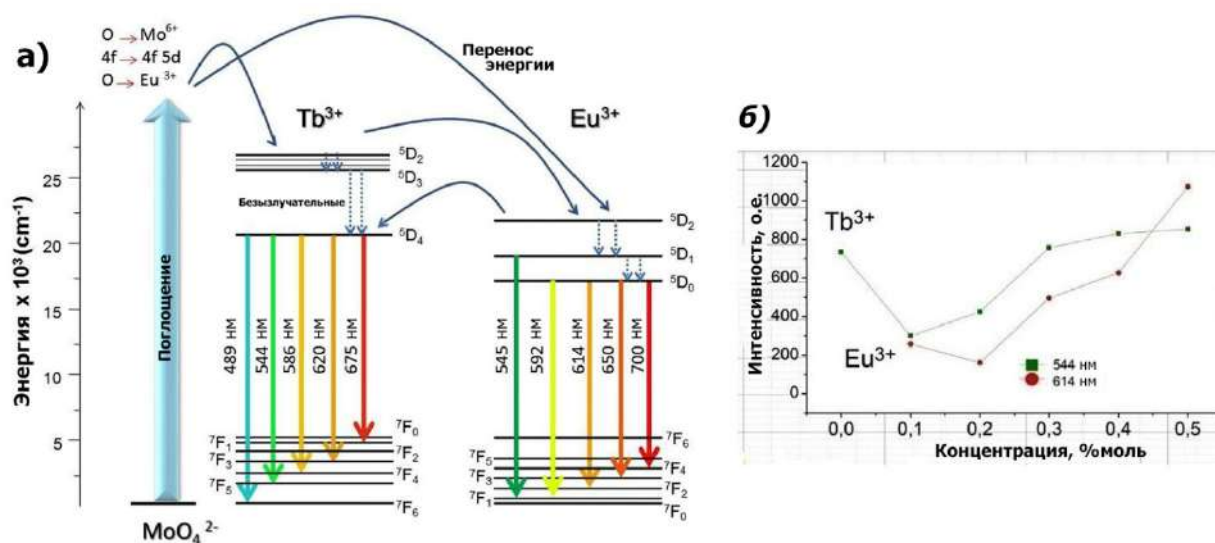 а)
O → Mo⁶⁺
4f → 4f 5d
O → Eu ³⁺
Перенос
энергии
Tb³⁺
Eu³⁺
Энергия x 10³(cm⁻¹)
25
20
15
10
5
Поглощение
MoO₄ ²⁻
⁵D₂
⁵D₃
Безызлучательные
⁵D₄
489 нм
544 нм
586 нм
620 нм
675 нм
⁷F₀
⁷F₁
⁷F₂
⁷F₃
⁷F₄
⁷F₅
⁷F₆
⁵D₂
⁵D₁
⁵D₀
545 нм
592 нм
614 нм
650 нм
700 нм
⁷F₆
⁷F₅
⁷F₄
⁷F₃
⁷F₂
⁷F₁
⁷F₀
б)
Интенсивность, о.е.
1200
1000
800
600
400
200
0
Tb³⁺
Eu³⁺
544 нм
614 нм
0,0 0,1 0,2 0,3 0,4 0,5
Концентрация, %моль